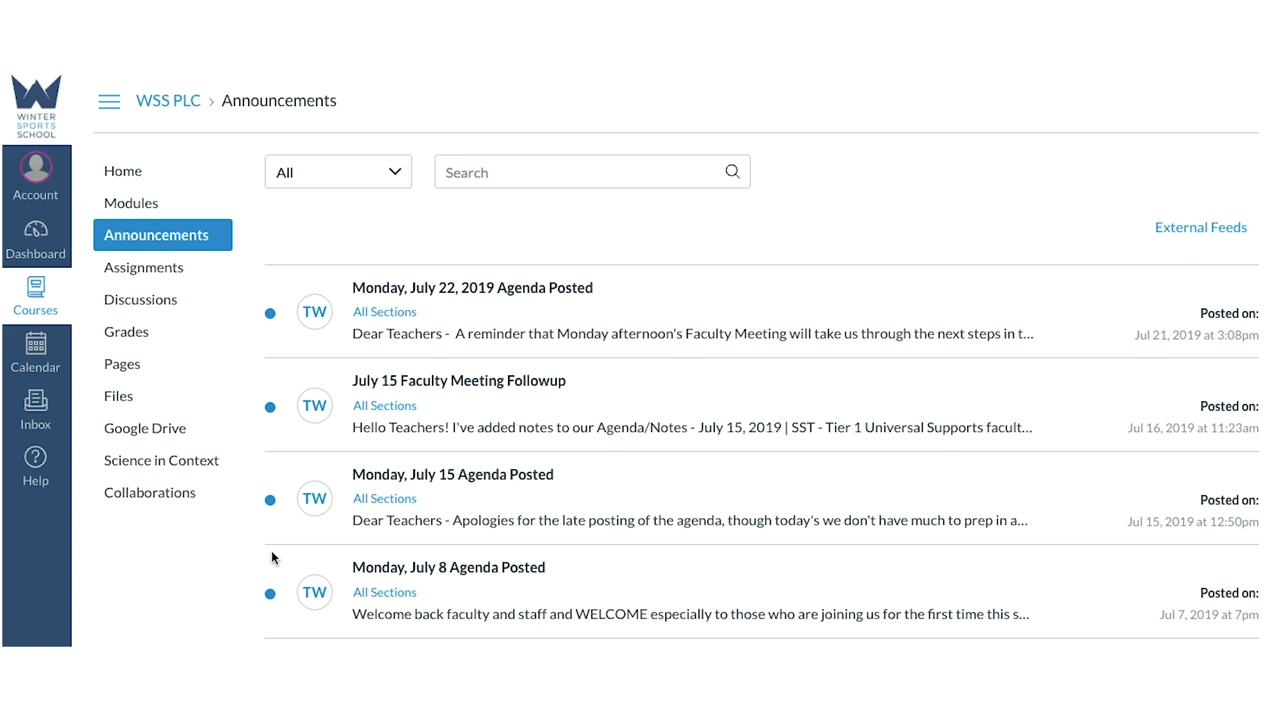 WINTER
SPORTS
SCHOOL
Account
Dashboard
Courses
Calendar
Inbox
Help
WSS PLC > Announcements
Home
Modules
Announcements
Assignments
Discussions
Grades
Pages
Files
Google Drive
Science in Context
Collaborations
All
Search
External Feeds
Monday, July 22, 2019 Agenda Posted
TW
All Sections
Dear Teachers - A reminder that Monday afternoon's Faculty Meeting will take us through the next steps in t...
Posted on:
Jul 21, 2019 at 3:08pm
July 15 Faculty Meeting Followup
TW
All Sections
Hello Teachers! I've added notes to our Agenda/Notes - July 15, 2019 | SST - Tier 1 Universal Supports facult...
Posted on:
Jul 16, 2019 at 11:23am
Monday, July 15 Agenda Posted
TW
All Sections
Dear Teachers - Apologies for the late posting of the agenda, though today's we don't have much to prep in a...
Posted on:
Jul 15, 2019 at 12:50pm
Monday, July 8 Agenda Posted
TW
All Sections
Welcome back faculty and staff and WELCOME especially to those who are joining us for the first time this s...
Posted on:
Jul 7, 2019 at 7pm